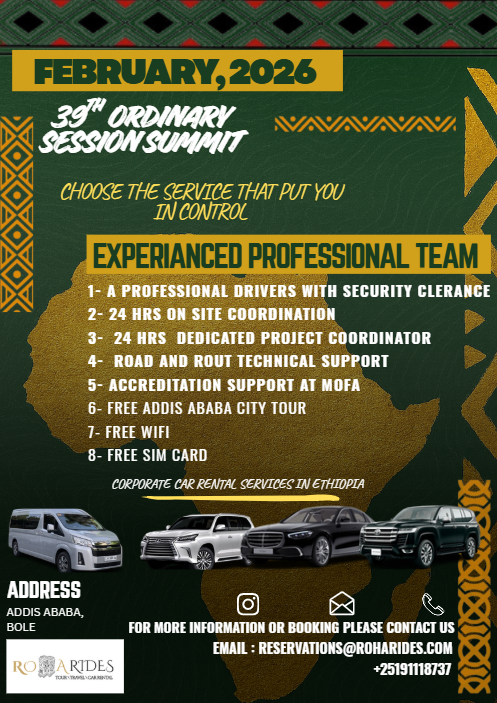 FEBRUARY, 2026
39TH ORDINARY
SESSION SUMMIT
CHOOSE THE SERVICE THAT PUT YOU
IN CONTROL
EXPERIANCED PROFESSIONAL TEAM
1- A PROFESSIONAL DRIVERS WITH SECURITY CLERANCE
2- 24 HRS ON SITE COORDINATION
3- 24 HRS DEDICATED PROJECT COORDINATOR
4- ROAD AND ROUT TECHNICAL SUPPORT
5- ACCREDITATION SUPPORT AT MOFA
6- FREE ADDIS ABABA CITY TOUR
7- FREE WIFI
8- FREE SIM CARD
CORPORATE CAR RENTAL SERVICES IN ETHIOPIA
ADDRESS
ADDIS ABABA,
BOLE
FOR MORE INFORMATION OR BOOKING PLEASE CONTACT US
EMAIL : RESERVATIONS@ROHARIDES.COM
+25191118737
RO A RIDES
TOUR • TRAVEL • CAR RENTAL